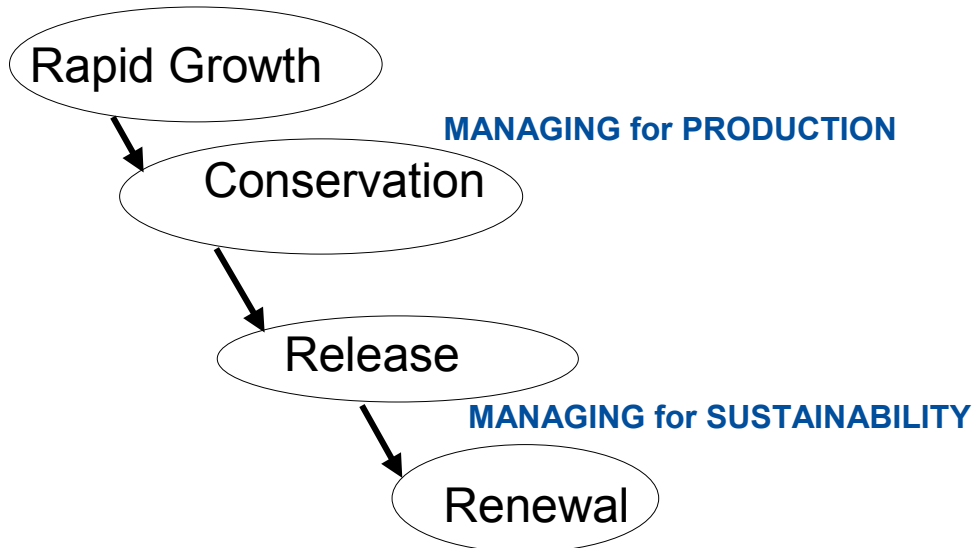 Rapid Growth
MANAGING for PRODUCTION
Conservation
Release
MANAGING for SUSTAINABILITY
Renewal